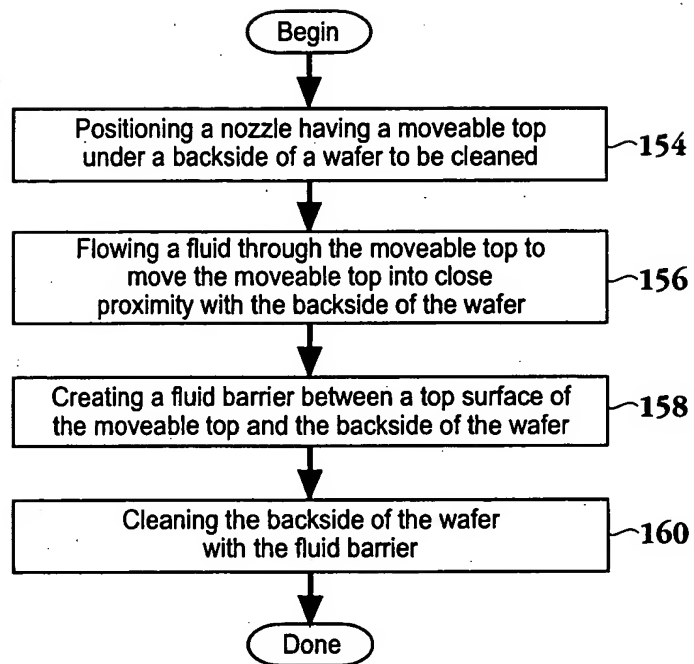 Begin
Positioning a nozzle having a moveable top
under a backside of a wafer to be cleaned
154
Flowing a fluid through the moveable top to
move the moveable top into close
proximity with the backside of the wafer
156
Creating a fluid barrier between a top surface of
the moveable top and the backside of the wafer
158
Cleaning the backside of the wafer
with the fluid barrier
160
Done